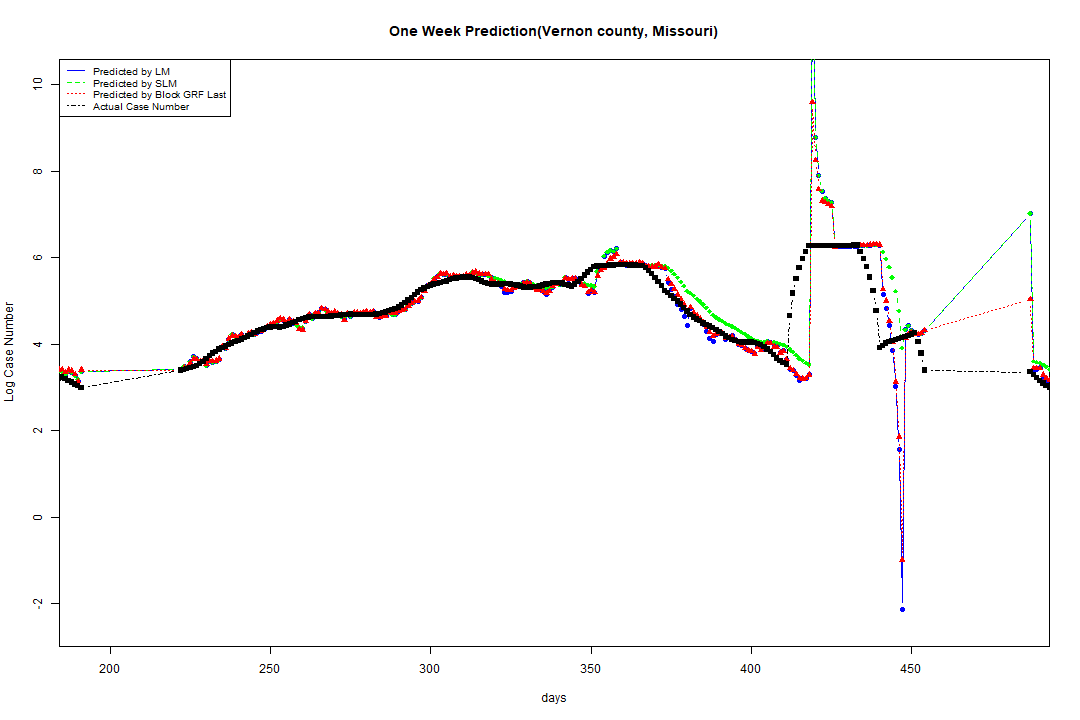 One Week Prediction(Vernon county, Missouri)
Predicted by LM
Predicted by SLM
Predicted by Block GRF Last
Actual Case Number
Log Case Number
10
8
6
4
2
0
-2
200 250 300 350 400 450
days